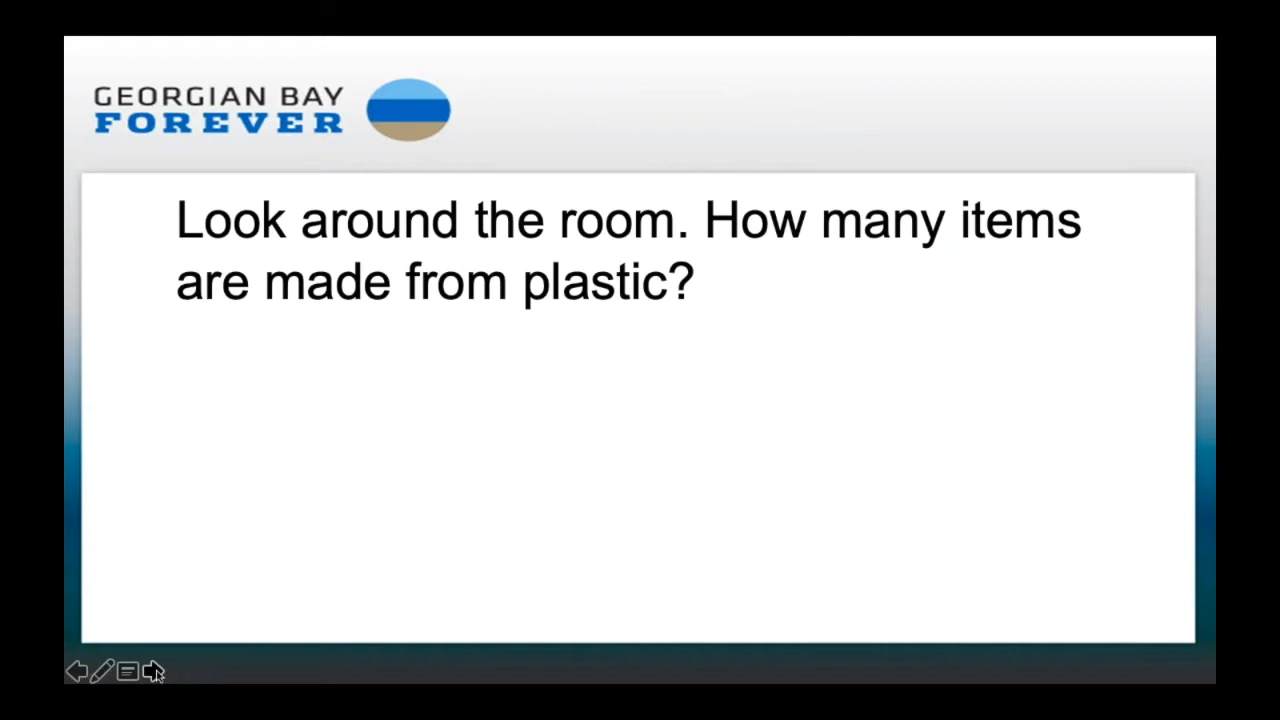 GEORGIAN BAY
FOREVER
Look around the room. How many items
are made from plastic?